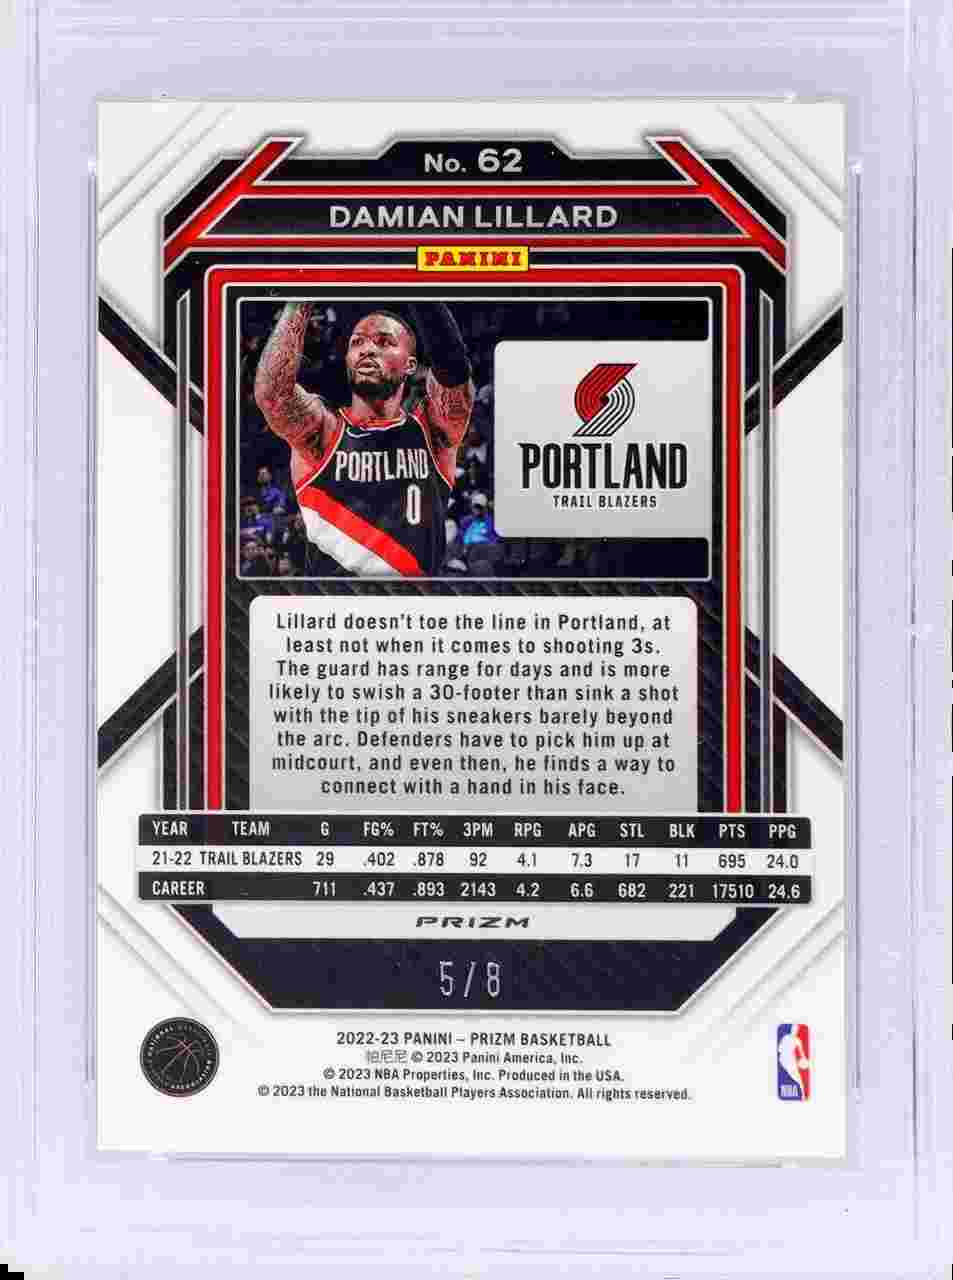 No. 62
DAMIAN LILLARD
PANINI
PORTLAND
0
PORTLAND
TRAIL BLAZERS
Lillard doesn't toe the line in Portland, at
least not when it comes to shooting 3s.
The guard has range for days and is more
likely to swish a 30-footer than sink a shot
with the tip of his sneakers barely beyond
the arc. Defenders have to pick him up at
midcourt, and even then, he finds a way to
connect with a hand in his face.
YEAR TEAM G FG% FT% 3PM RPG APG STL BLK PTS PPG
21-22 TRAIL BLAZERS 29 .402 .878 92 4.1 7.3 17 11 695 24.0
CAREER 711 .437 .893 2143 4.2 6.6 682 221 17510 24.6
PRIZM
5/8
2022-23 PANINI – PRIZM BASKETBALL
帕尼尼 © 2023 Panini America, Inc.
© 2023 NBA Properties, Inc. Produced in the USA.
© 2023 the National Basketball Players Association. All rights reserved.
NBA